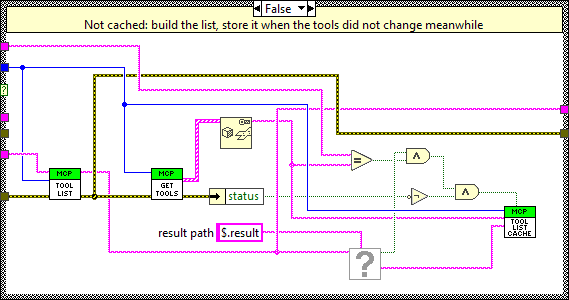 False
Not cached: build the list, store it when the tools did not change meanwhile
MCP
TOOL
LIST
MCP
GET
TOOLS
status
result path
$.result
?
MCP
TOOL
LIST
CACHE